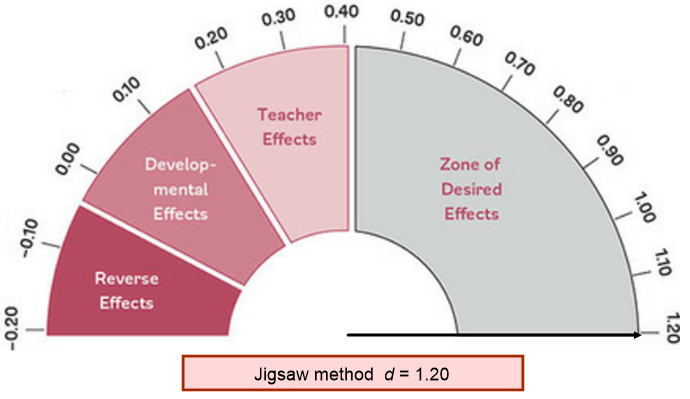 -0.20
-0.10
0.00
0.10
0.20
0.30
0.40
0.50
0.60
0.70
0.80
0.90
1.00
1.10
1.20
Reverse
Effects
Develop-
mental
Effects
Teacher
Effects
Zone of
Desired
Effects
Jigsaw method d = 1.20